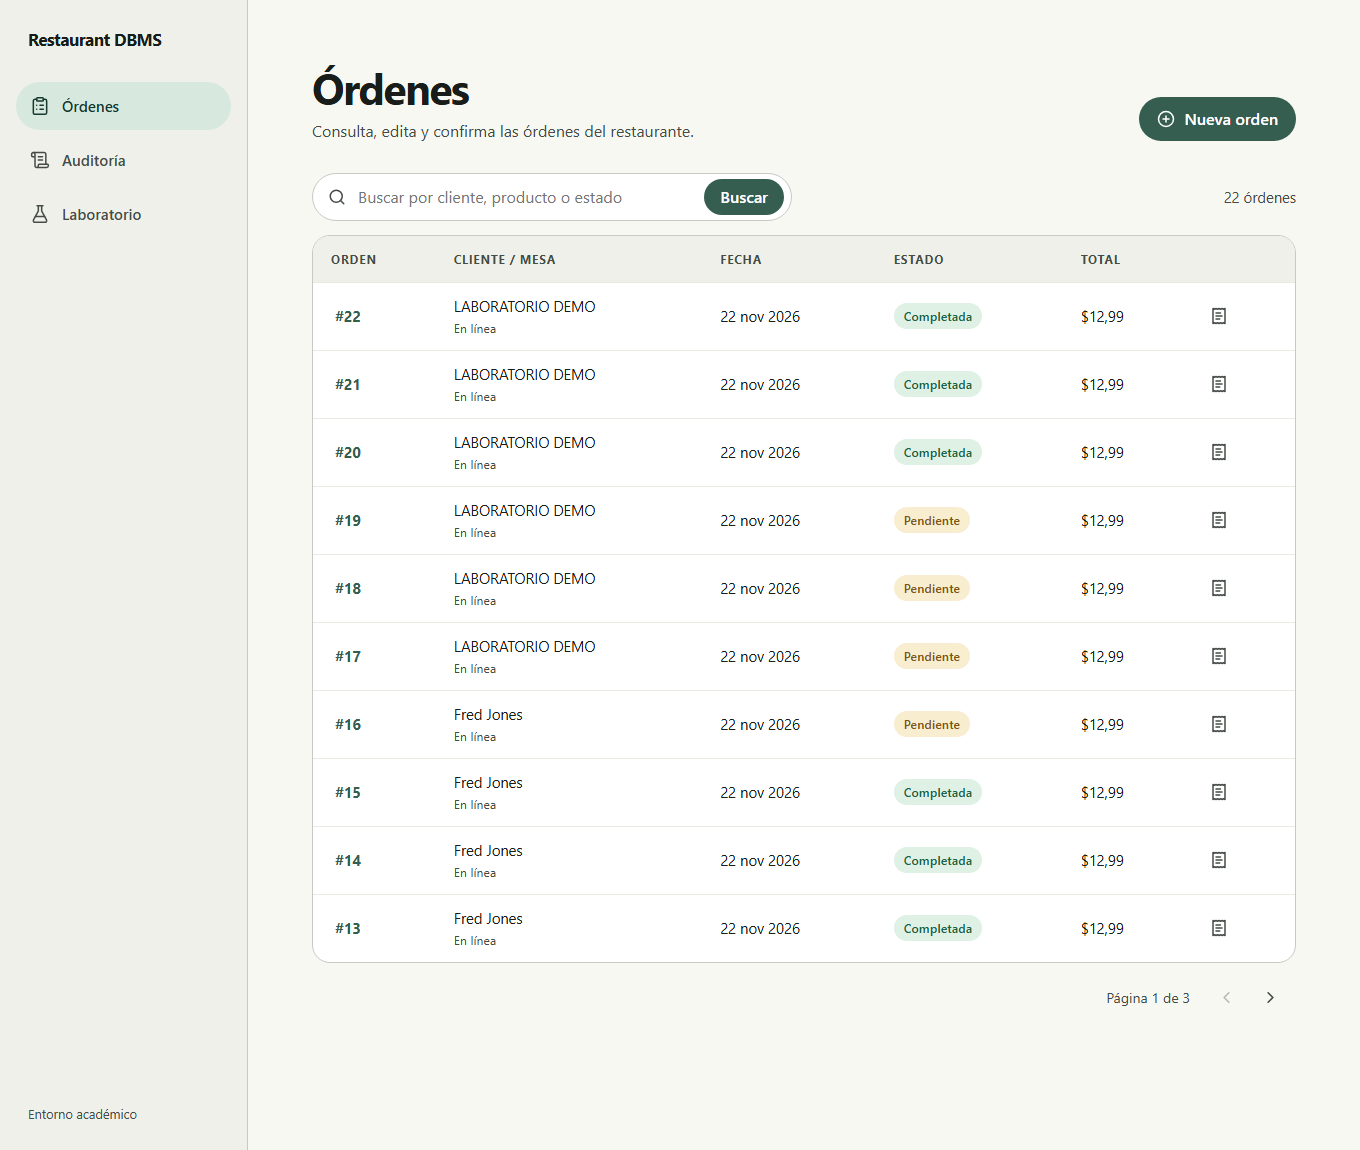 Restaurant DBMS
Órdenes
Auditoría
Laboratorio
Entorno académico
Órdenes
Consulta, edita y confirma las órdenes del restaurante.
Nueva orden
Buscar por cliente, producto o estado
Buscar
22 órdenes
ORDEN CLIENTE / MESA FECHA ESTADO TOTAL
#22 LABORATORIO DEMO 22 nov 2026 Completada $12,99
En línea
#21 LABORATORIO DEMO 22 nov 2026 Completada $12,99
En línea
#20 LABORATORIO DEMO 22 nov 2026 Completada $12,99
En línea
#19 LABORATORIO DEMO 22 nov 2026 Pendiente $12,99
En línea
#18 LABORATORIO DEMO 22 nov 2026 Pendiente $12,99
En línea
#17 LABORATORIO DEMO 22 nov 2026 Pendiente $12,99
En línea
#16 Fred Jones 22 nov 2026 Pendiente $12,99
En línea
#15 Fred Jones 22 nov 2026 Completada $12,99
En línea
#14 Fred Jones 22 nov 2026 Completada $12,99
En línea
#13 Fred Jones 22 nov 2026 Completada $12,99
En línea
Página 1 de 3